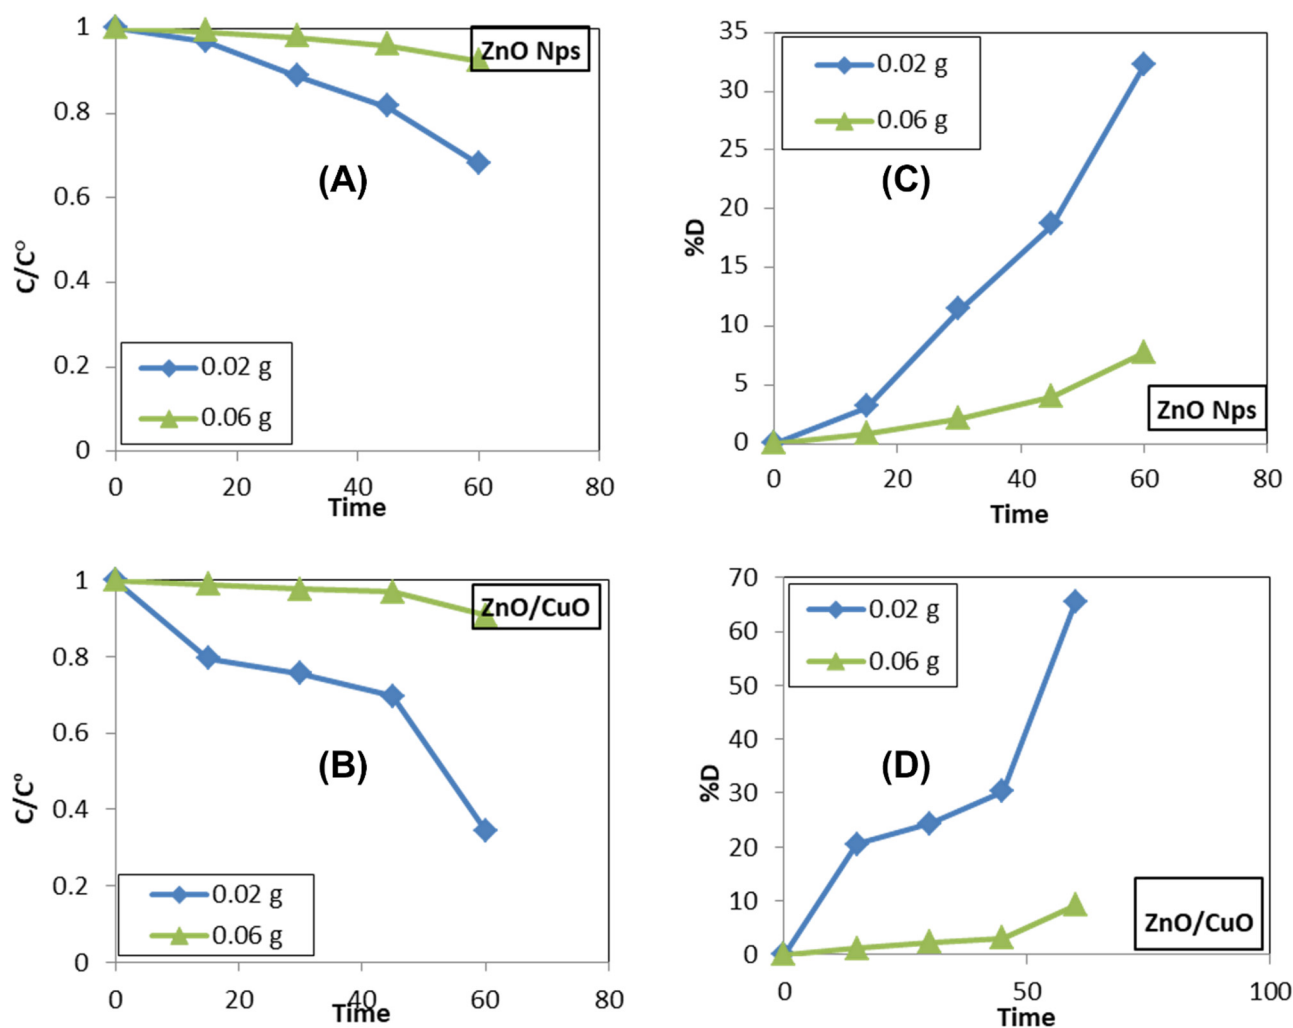 1
0.8
0.6
0.4
0.2
0
C/C°
ZnO Nps
(A)
0.02 g
0.06 g
0 20 40 60 80
Time
35
30
25
20
15
10
5
0
%D
0.02 g
0.06 g
(C)
ZnO Nps
0 20 40 60 80
Time
1
0.8
0.6
0.4
0.2
0
C/C°
ZnO/CuO
(B)
0.02 g
0.06 g
0 20 40 60 80
Time
70
60
50
40
30
20
10
0
%D
0.02 g
0.06 g
(D)
ZnO/CuO
0 50 100
Time